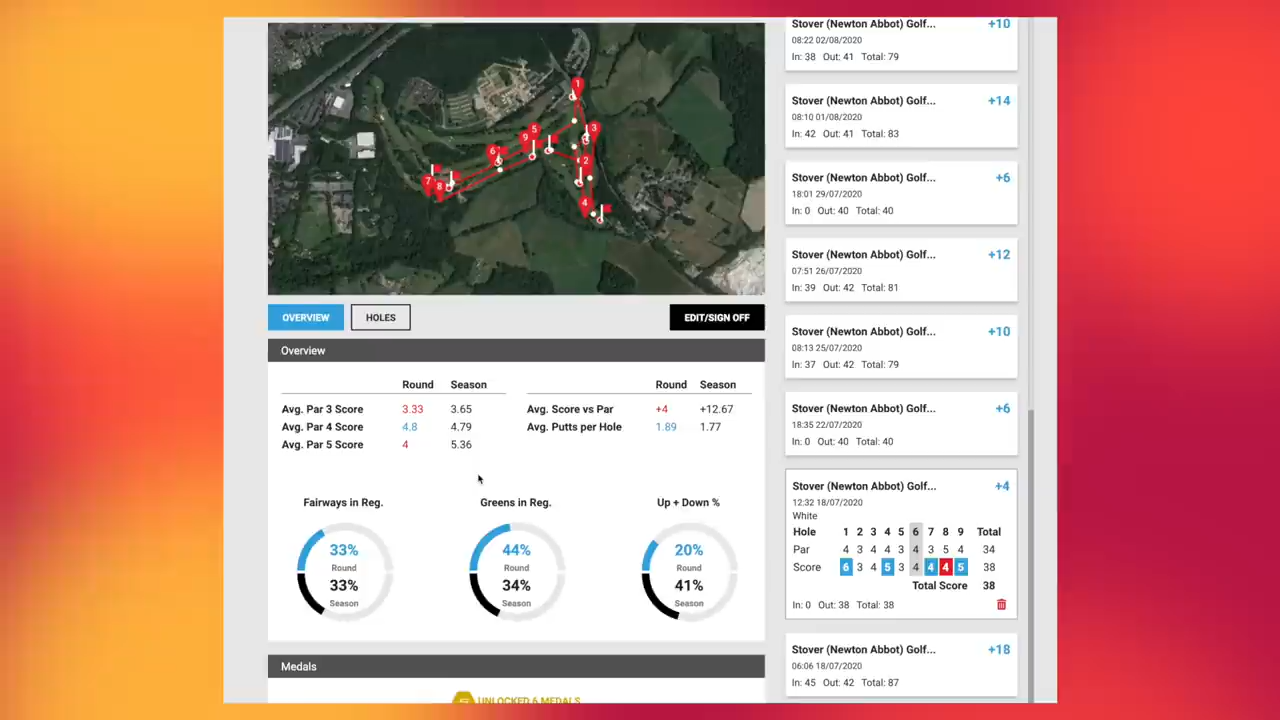 1
3
5
9
2
6
7
8
4
OVERVIEW HOLES EDIT/SIGN OFF
Overview
Round Season
Avg. Par 3 Score 3.33 3.65
Avg. Par 4 Score 4.8 4.79
Avg. Par 5 Score 4 5.36
Round Season
Avg. Score vs Par +4 +12.67
Avg. Putts per Hole 1.89 1.77
Fairways in Reg.
33%
Round
33%
Season
Greens in Reg.
44%
Round
34%
Season
Up + Down %
20%
Round
41%
Season
Medals
UNLOCKED 6 MEDALS
Stover (Newton Abbot) Golf... +10
08:22 02/08/2020
In: 38 Out: 41 Total: 79
Stover (Newton Abbot) Golf... +14
08:10 01/08/2020
In: 42 Out: 41 Total: 83
Stover (Newton Abbot) Golf... +6
18:01 29/07/2020
In: 0 Out: 40 Total: 40
Stover (Newton Abbot) Golf... +12
07:51 26/07/2020
In: 39 Out: 42 Total: 81
Stover (Newton Abbot) Golf... +10
08:13 25/07/2020
In: 37 Out: 42 Total: 79
Stover (Newton Abbot) Golf... +6
18:35 22/07/2020
In: 0 Out: 40 Total: 40
Stover (Newton Abbot) Golf... +4
12:32 18/07/2020
White
Hole 1 2 3 4 5 6 7 8 9 Total
Par 4 3 4 4 3 4 3 5 4 34
Score 6 3 4 5 3 4 4 4 5 38
Total Score 38
In: 0 Out: 38 Total: 38
Stover (Newton Abbot) Golf... +18
06:06 18/07/2020
In: 45 Out: 42 Total: 87